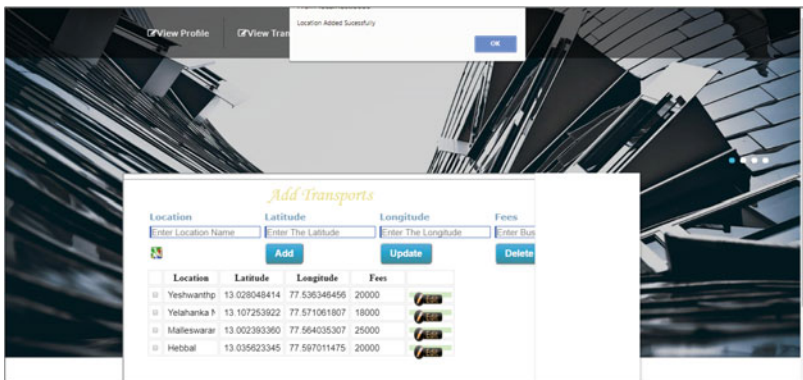 View Profile
View Tran
Location Added Sucessfully
OK
Add Transports
Location Latitude Longitude Fees
Enter Location Name Enter The Latitude Enter The Longitude Enter Bus
Add Update Delete
Location Latitude Longitude Fees
Yeshwanthp 13.028048414 77.536346456 20000 Edit
Yelahanka N 13.107253922 77.571061807 18000 Edit
Malleswarar 13.002393360 77.564035307 25000 Edit
Hebbal 13.035623345 77.597011475 20000 Edit